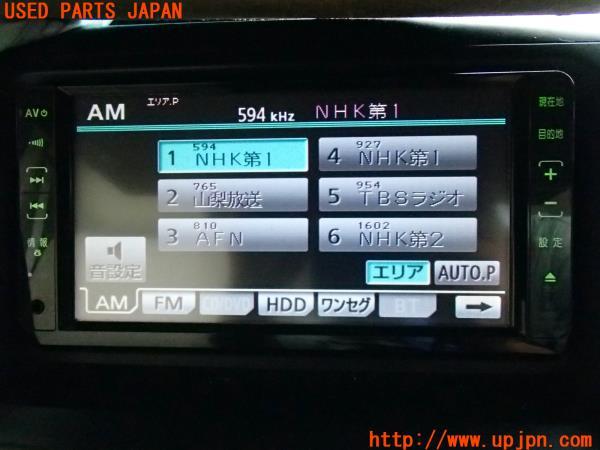 USED PARTS JAPAN
AM エリア.P 594 kHz NHK第1
AV
現在地
目的地
594
1 NHK第1
927
4 NHK第1
765
2 山梨放送
954
5 TBSラジオ
810
3 AFN
1602
6 NHK第2
+
−
情報
設定
音設定
エリア AUTO.P
AM FM CD/DVD HDD ワンセグ BT
http://www.upjpn.com/